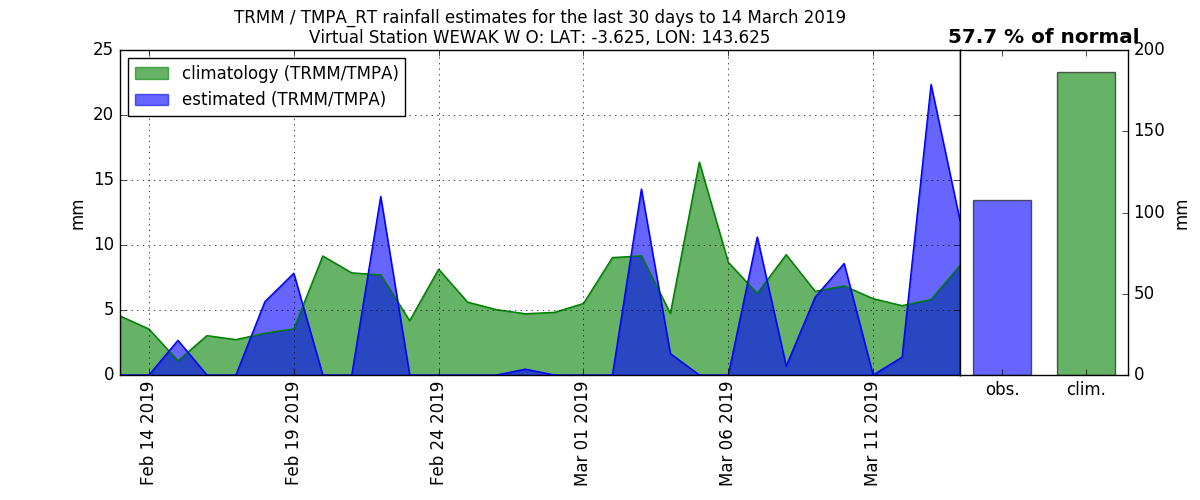 TRMM / TMPA_RT rainfall estimates for the last 30 days to 14 March 2019
Virtual Station WEWAK W O: LAT: -3.625, LON: 143.625
57.7 % of normal
climatology (TRMM/TMPA)
estimated (TRMM/TMPA)
25
20
15
10
5
0
mm
200
150
100
50
0
mm
Feb 14 2019
Feb 19 2019
Feb 24 2019
Mar 01 2019
Mar 06 2019
Mar 11 2019
obs.
clim.